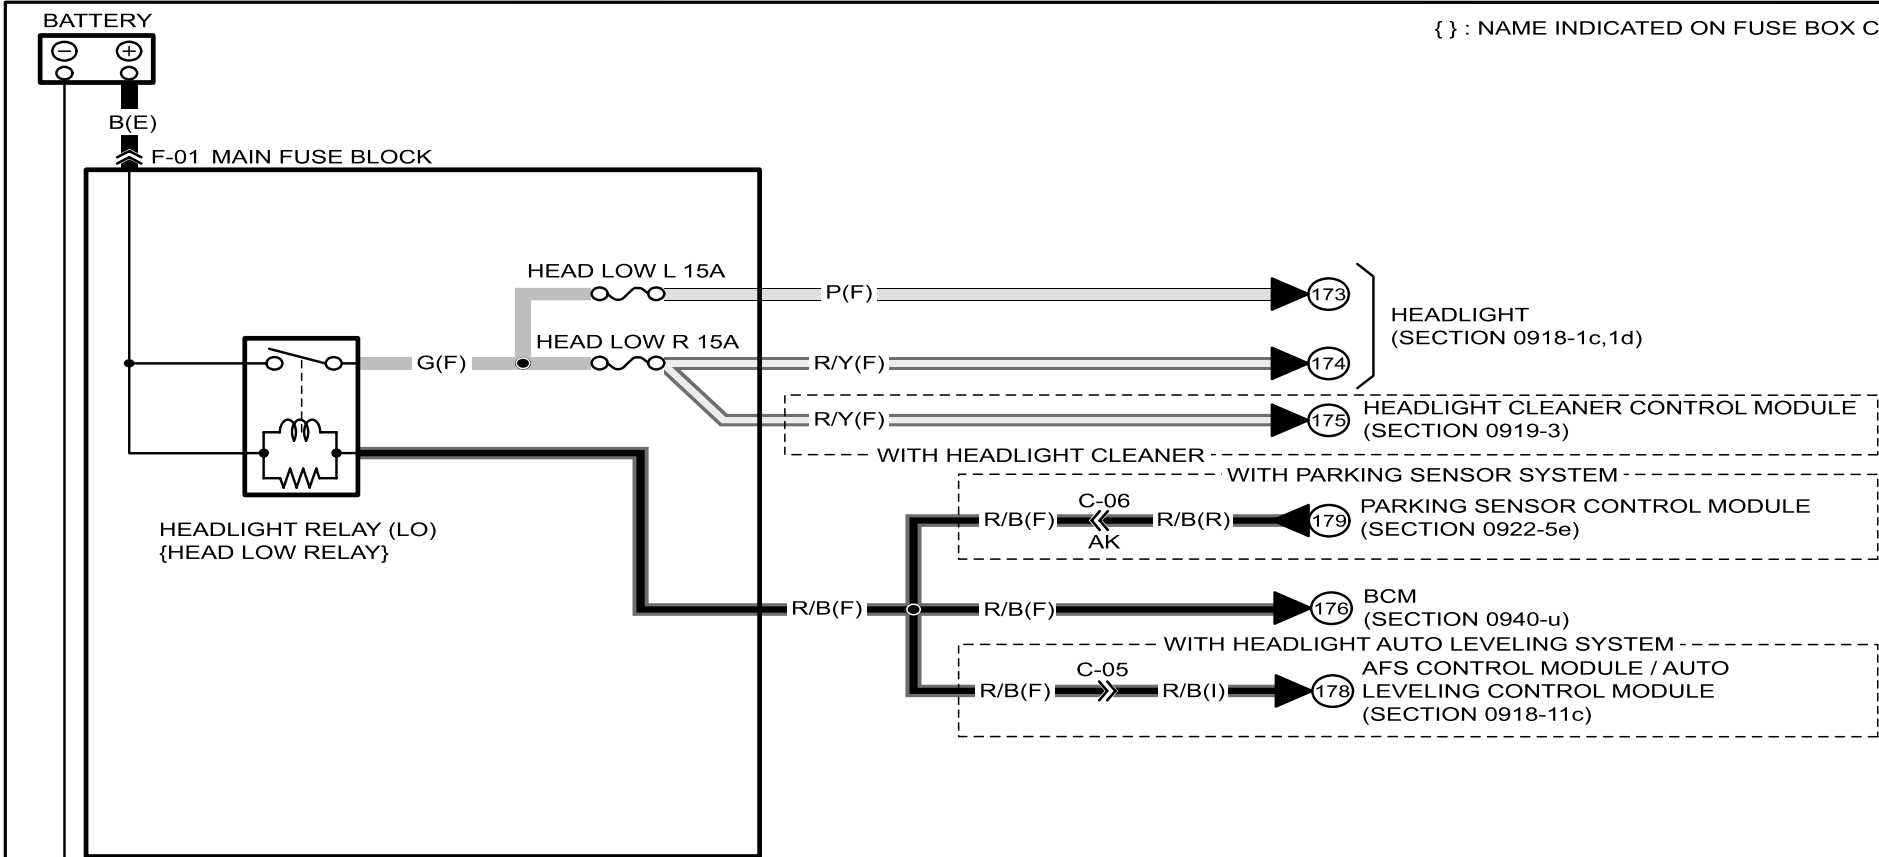 BATTERY
{ } : NAME INDICATED ON FUSE BOX C
− +
B(E)
F-01 MAIN FUSE BLOCK
HEAD LOW L 15A
P(F)
173
HEADLIGHT
(SECTION 0918-1c,1d)
HEAD LOW R 15A
G(F)
R/Y(F)
174
R/Y(F)
175
HEADLIGHT CLEANER CONTROL MODULE
(SECTION 0919-3)
WITH HEADLIGHT CLEANER
WITH PARKING SENSOR SYSTEM
C-06
R/B(F)
R/B(R)
AK
179
PARKING SENSOR CONTROL MODULE
(SECTION 0922-5e)
HEADLIGHT RELAY (LO)
{HEAD LOW RELAY}
R/B(F)
R/B(F)
176
BCM
(SECTION 0940-u)
WITH HEADLIGHT AUTO LEVELING SYSTEM
C-05
R/B(F)
R/B(I)
178
AFS CONTROL MODULE / AUTO
LEVELING CONTROL MODULE
(SECTION 0918-11c)